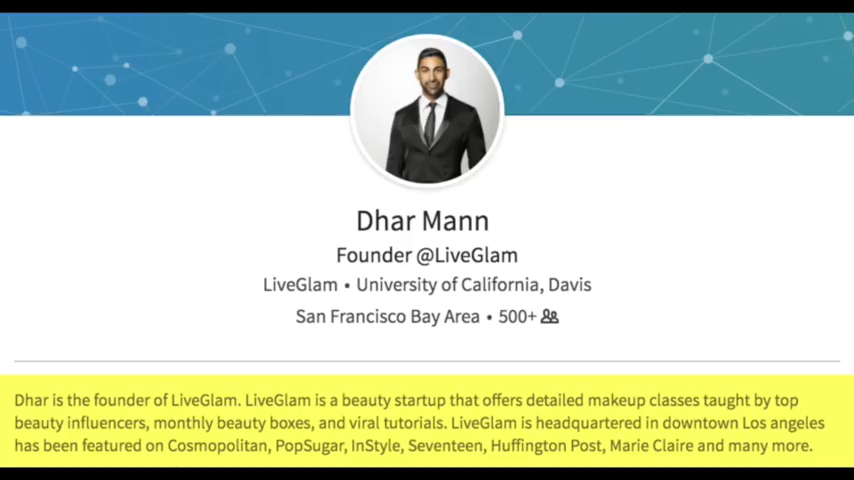 Dhar Mann
Founder @LiveGlam
LiveGlam • University of California, Davis
San Francisco Bay Area • 500+
Dhar is the founder of LiveGlam. LiveGlam is a beauty startup that offers detailed makeup classes taught by top
beauty influencers, monthly beauty boxes, and viral tutorials. LiveGlam is headquartered in downtown Los angeles
has been featured on Cosmopolitan, PopSugar, InStyle, Seventeen, Huffington Post, Marie Claire and many more.